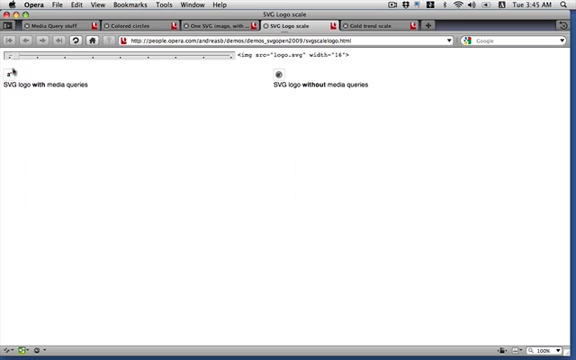 Opera File Edit View Tools Window Help Tue 3:45 AM
SVG Logo scale
Media Query stuff Colored circles One SVG image, with ... SVG Logo scale Gold trend scale
http://people.opera.com/andreasb/demos/demos_svgopen2009/svgscalelogo.html Google
<img src="logo.svg" width="16">
SVG logo with media queries SVG logo without media queries
100%